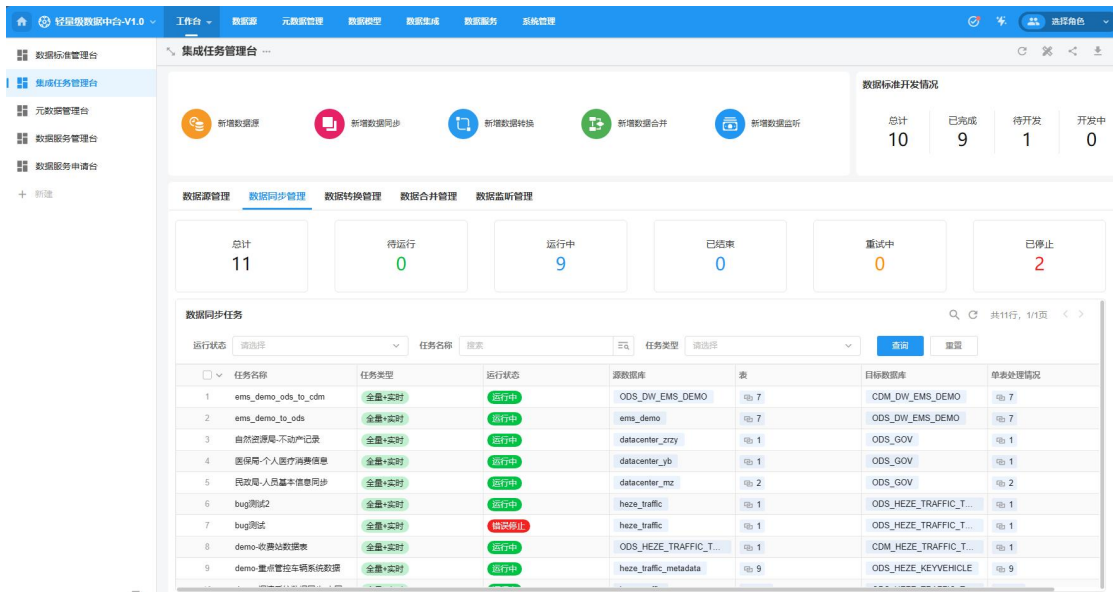 轻量级数据中台-V1.0 工作台 数据源 元数据管理 数据模型 数据集成 数据服务 系统管理 选择角色
数据标准管理台
集成任务管理台
元数据管理台
数据服务管理台
数据服务申请台
新建
集成任务管理台 ...
新增数据源 新增数据同步 新增数据转换 新增数据合并 新增数据监听
数据标准开发情况
总计 已完成 待开发 开发中
10 9 1 0
数据源管理 数据同步管理 数据转换管理 数据合并管理 数据监听管理
总计 待运行 运行中 已结束 重试中 已停止
11 0 9 0 0 2
数据同步任务 共11行, 1/1页
运行状态 请选择 任务名称 搜索 任务类型 请选择 查询 重置
任务名称 任务类型 运行状态 源数据库 表 目标数据库 单表处理情况
1 ems_demo_ods_to_cdm 全量+实时 运行中 ODS_DW_EMS_DEMO 7 CDM_DW_EMS_DEMO 7
2 ems_demo_to_ods 全量+实时 运行中 ems_demo 7 ODS_DW_EMS_DEMO 7
3 自然资源局-不动产记录 全量+实时 运行中 datacenter_zrzy 1 ODS_GOV 1
4 医保局-个人医疗消费信息 全量+实时 运行中 datacenter_yb 1 ODS_GOV 1
5 民政局-人员基本信息同步 全量+实时 运行中 datacenter_mz 2 ODS_GOV 2
6 bug测试2 全量+实时 运行中 heze_traffic 1 ODS_HEZE_TRAFFIC_T... 1
7 bug测试 全量+实时 错误停止 heze_traffic 1 ODS_HEZE_TRAFFIC_T... 1
8 demo-收费站数据表 全量+实时 运行中 ODS_HEZE_TRAFFIC_T... 1 CDM_HEZE_TRAFFIC_T... 1
9 demo-重点管控车辆系统数据 全量+实时 运行中 heze_traffic_metadata 9 ODS_HEZE_KEYVEHICLE 9